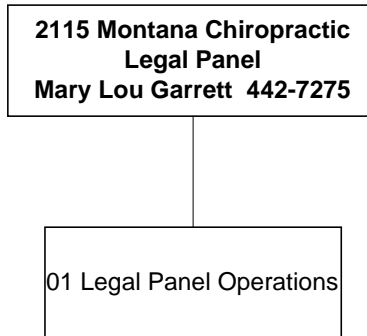 2115 Montana Chiropractic
Legal Panel
Mary Lou Garrett 442-7275
01 Legal Panel Operations